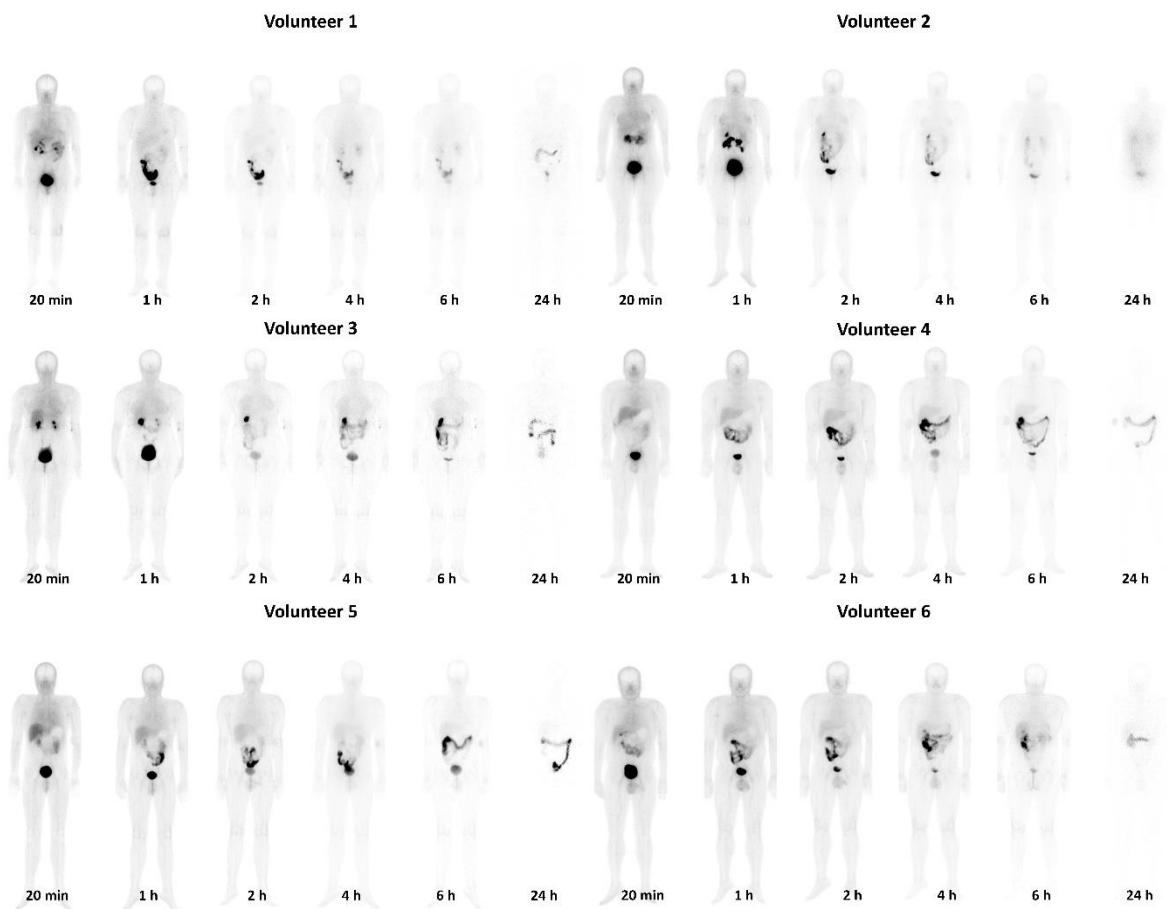 Volunteer 1
Volunteer 2
20 min 1 h 2 h 4 h 6 h 24 h 20 min 1 h 2 h 4 h 6 h 24 h
Volunteer 3
Volunteer 4
20 min 1 h 2 h 4 h 6 h 24 h 20 min 1 h 2 h 4 h 6 h 24 h
Volunteer 5
Volunteer 6
20 min 1 h 2 h 4 h 6 h 24 h 20 min 1 h 2 h 4 h 6 h 24 h